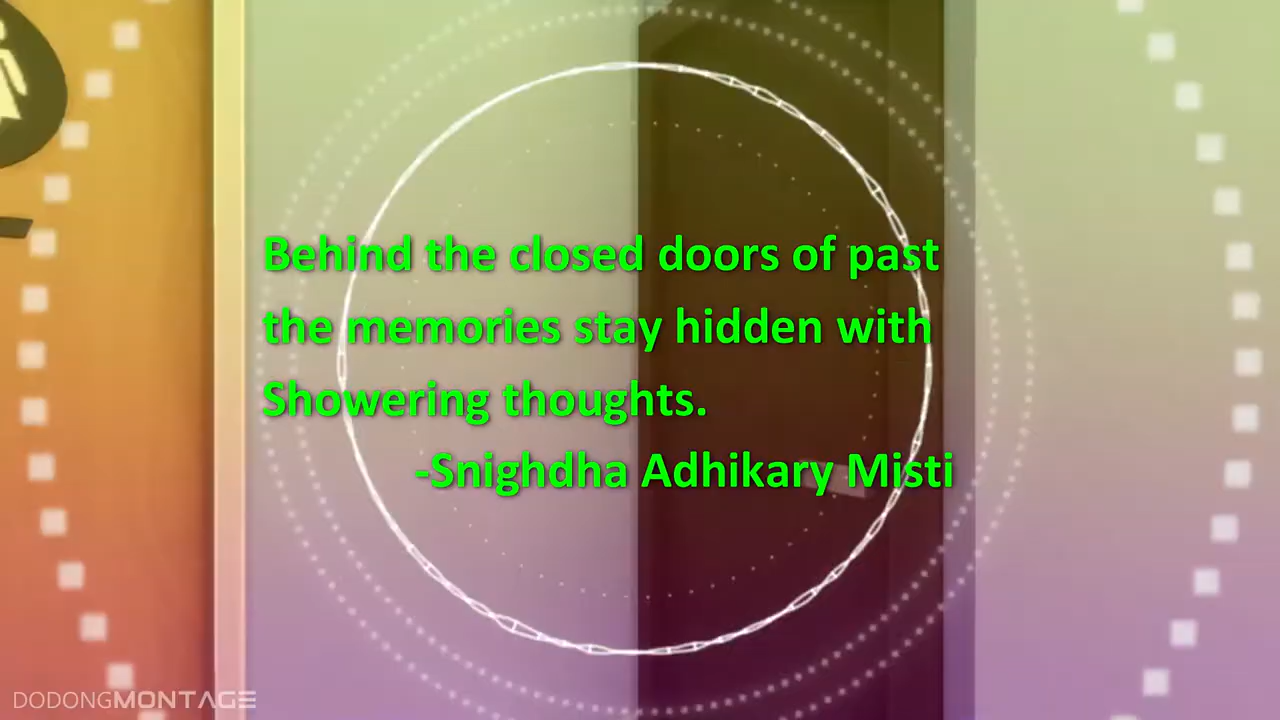 Behind the closed doors of past
the memories stay hidden with
Showering thoughts.
-Snighdha Adhikary Misti
DODONGMONTAGE